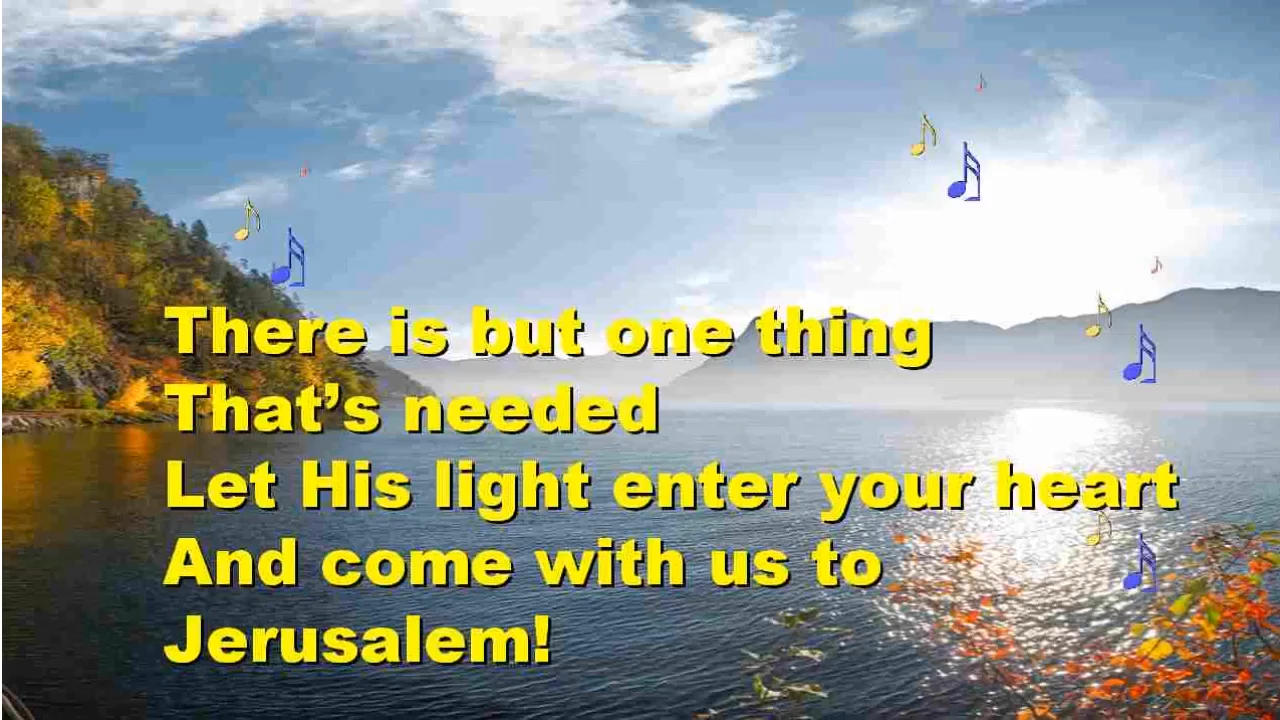 There is but one thing
That’s needed
Let His light enter your heart
And come with us to
Jerusalem!